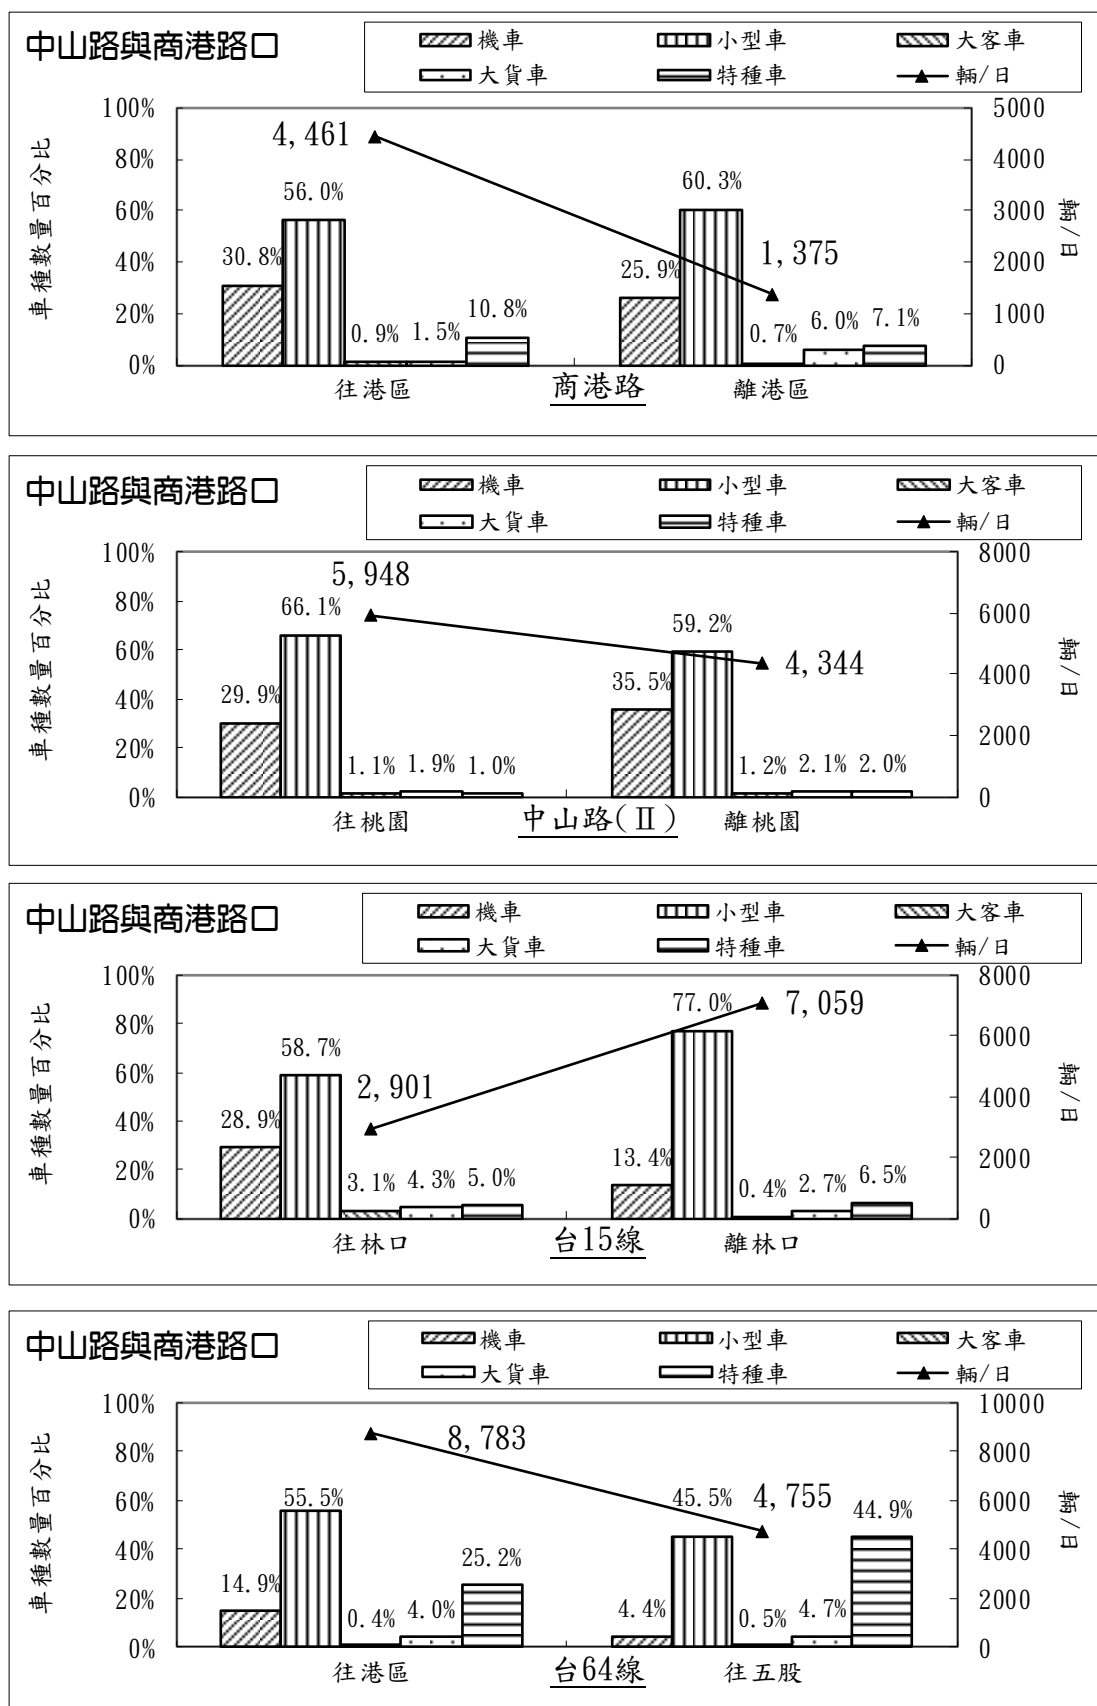 中山路與商港路口
機車 小型車 大客車
大貨車 特種車 輛/日
車種數量百分比
輛/日
100% 5000
80% 4000
60% 3000
40% 2000
20% 1000
0% 0
4,461
1,375
30.8% 56.0% 0.9% 1.5% 10.8%
25.9% 60.3% 0.7% 6.0% 7.1%
往港區 商港路 離港區
中山路與商港路口
機車 小型車 大客車
大貨車 特種車 輛/日
車種數量百分比
輛/日
100% 8000
80% 6000
60% 4000
40% 2000
20% 0
0%
5,948
4,344
29.9% 66.1% 1.1% 1.9% 1.0%
35.5% 59.2% 1.2% 2.1% 2.0%
往桃園 中山路(Ⅱ) 離桃園
中山路與商港路口
機車 小型車 大客車
大貨車 特種車 輛/日
車種數量百分比
輛/日
100% 8000
80% 6000
60% 4000
40% 2000
20% 0
0%
2,901
7,059
28.9% 58.7% 3.1% 4.3% 5.0%
13.4% 77.0% 0.4% 2.7% 6.5%
往林口 台15線 離林口
中山路與商港路口
機車 小型車 大客車
大貨車 特種車 輛/日
車種數量百分比
輛/日
100% 10000
80% 8000
60% 6000
40% 4000
20% 2000
0% 0
8,783
4,755
14.9% 55.5% 0.4% 4.0% 25.2%
4.4% 45.5% 0.5% 4.7% 44.9%
往港區 台64線 往五股